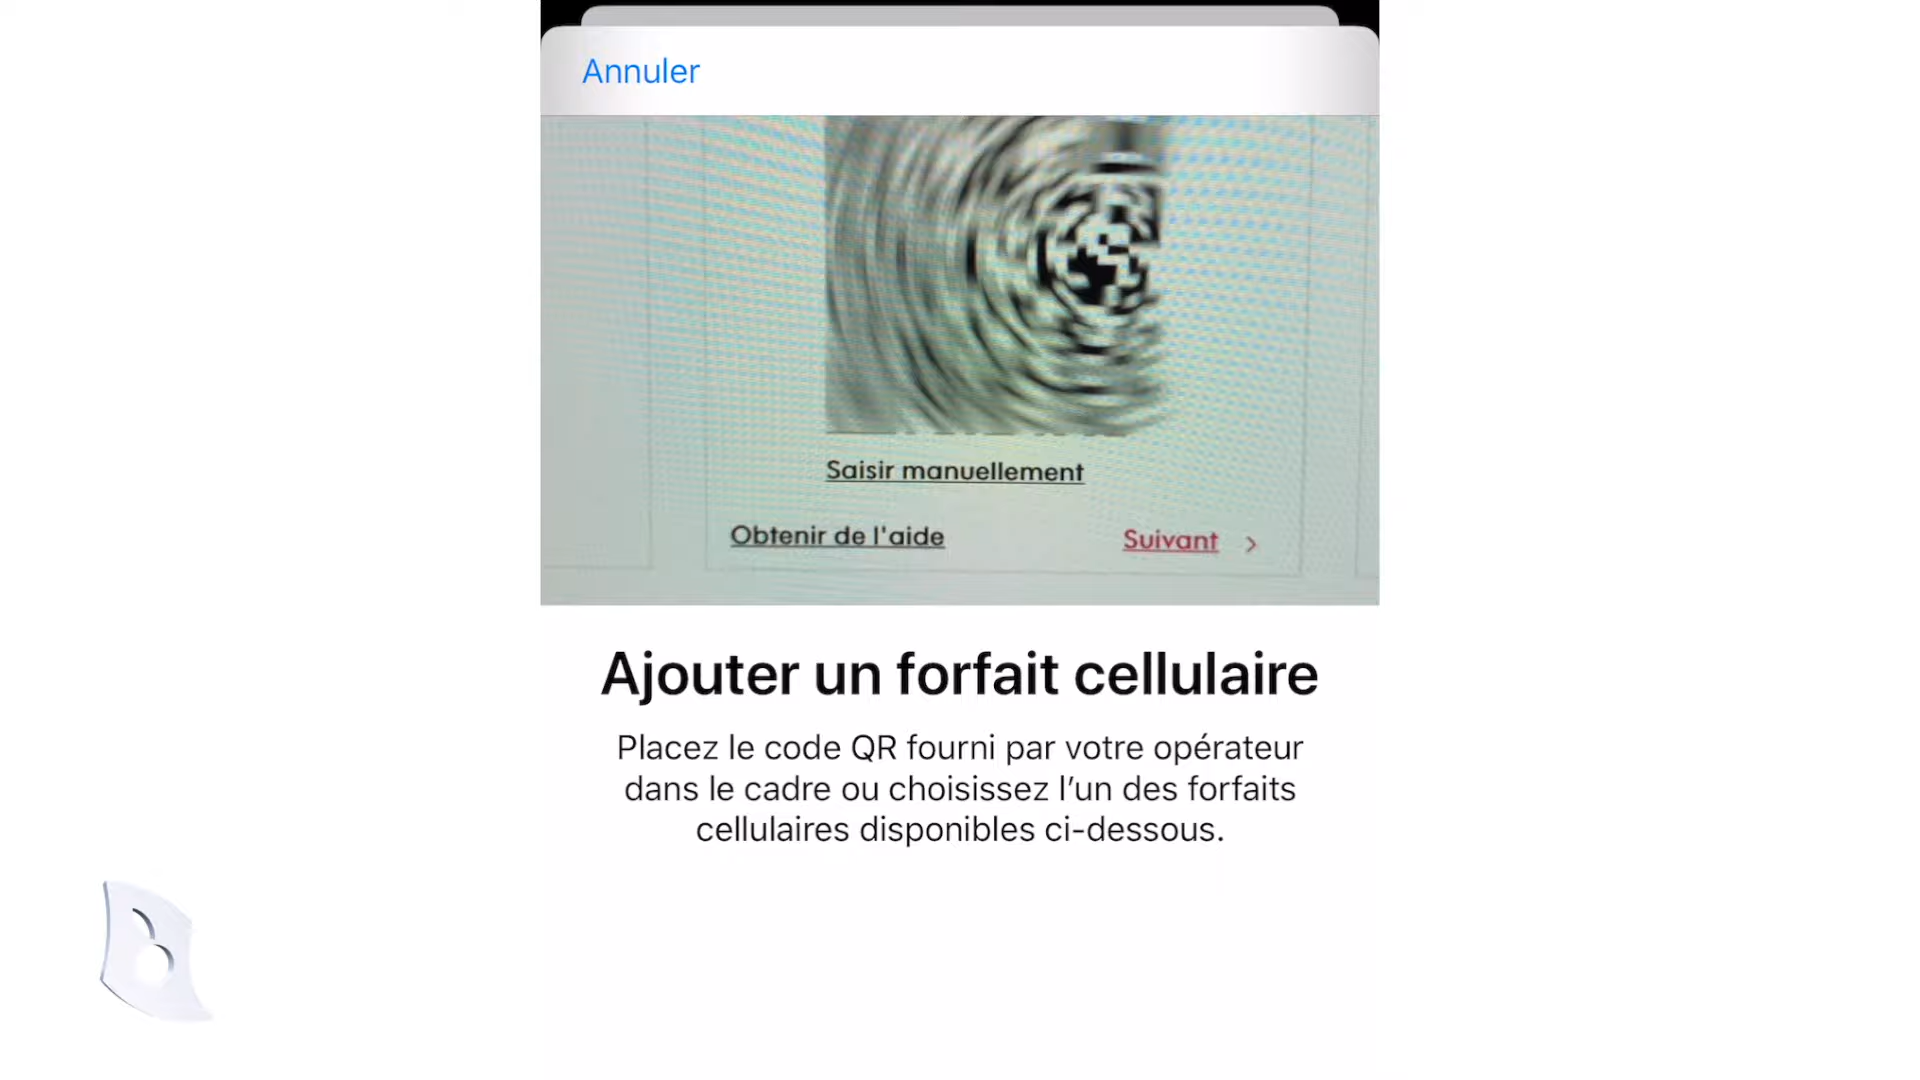 Annuler
Saisir manuellement
Obtenir de l'aide
Suivant >
Ajouter un forfait cellulaire
Placez le code QR fourni par votre opérateur
dans le cadre ou choisissez l’un des forfaits
cellulaires disponibles ci-dessous.